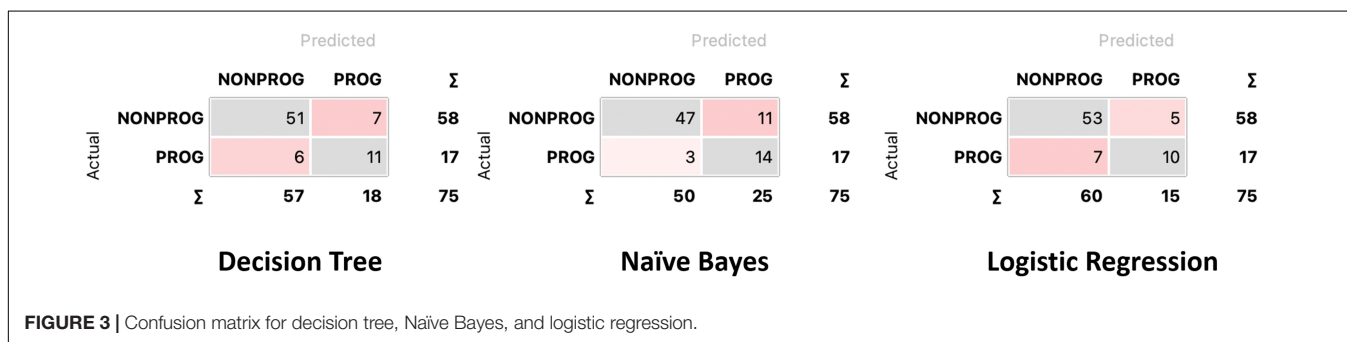 Predicted
NONPROG PROG Σ
NONPROG 51 7 58
Actual
PROG 6 11 17
Σ 57 18 75
Decision Tree
Predicted
NONPROG PROG Σ
NONPROG 47 11 58
Actual
PROG 3 14 17
Σ 50 25 75
Naïve Bayes
Predicted
NONPROG PROG Σ
NONPROG 53 5 58
Actual
PROG 7 10 17
Σ 60 15 75
Logistic Regression
FIGURE 3 | Confusion matrix for decision tree, Naïve Bayes, and logistic regression.